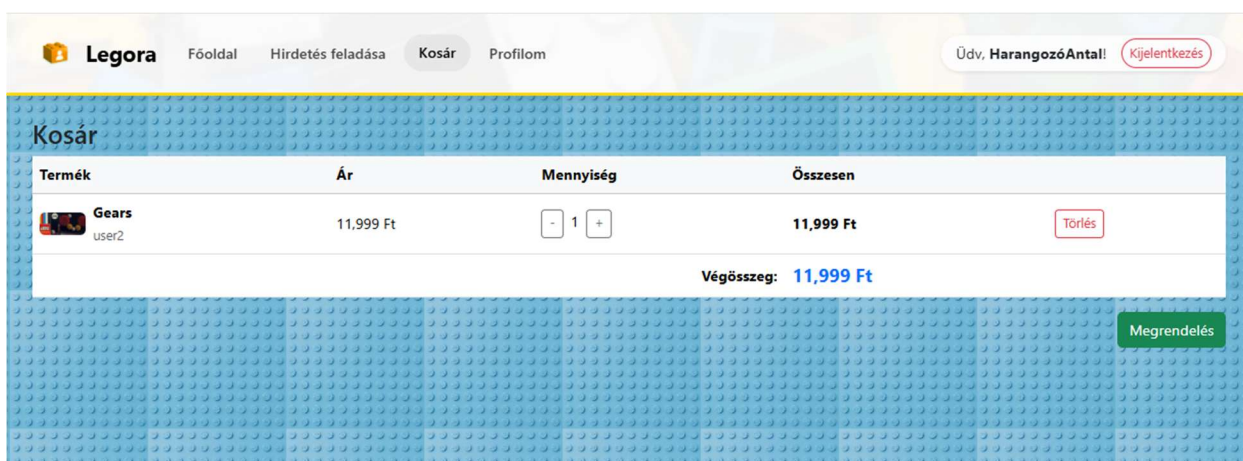 Legora Főoldal Hirdetés feladása Kosár Profilom Üdv, HarangozóAntal! Kijelentkezés
Kosár
Termék Ár Mennyiség Összesen
Gears
user2
11,999 Ft - 1 + 11,999 Ft Törlés
Végösszeg: 11,999 Ft
Megrendelés